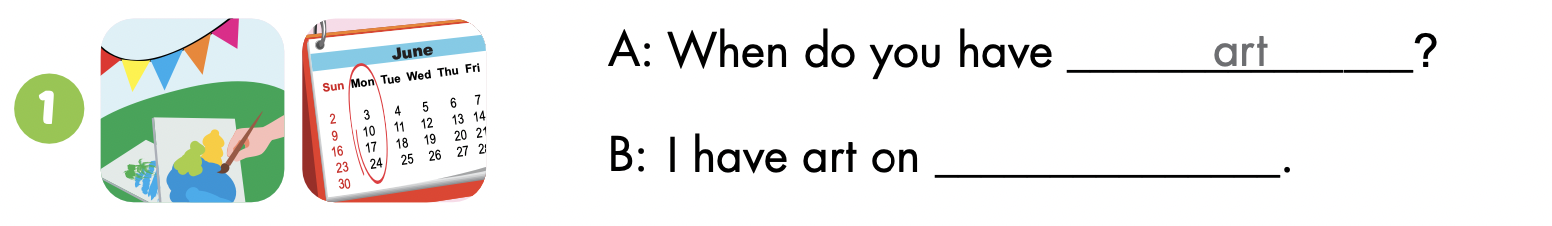 1
A: When do you have art?
B: I have art on ______.
June
Sun Mon Tue Wed Thu Fri
2 3 4 5 6 7
9 10 11 12 13 14
16 17 18 19 20 21
23 24 25 26 27 28
30